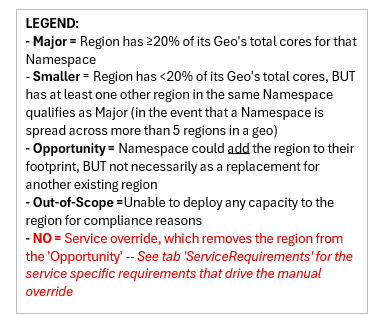 LEGEND:
- Major = Region has ≥20% of its Geo's total cores for that
Namespace
- Smaller = Region has <20% of its Geo's total cores, BUT
has at least one other region in the same Namespace
qualifies as Major (in the event that a Namespace is
spread across more than 5 regions in a geo)
- Opportunity = Namespace could add the region to their
footprint, BUT not necessarily as a replacement for
another existing region
- Out-of-Scope =Unable to deploy any capacity to the
region for compliance reasons
- NO = Service override, which removes the region from
the 'Opportunity' -- See tab 'ServiceRequirements' for the
service specific requirements that drive the manual
override